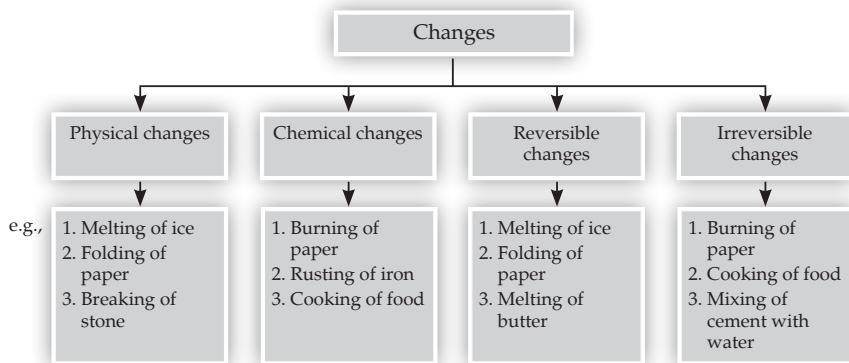 Changes
Physical changes
Chemical changes
Reversible
changes
Irreversible
changes
e.g.,
1. Melting of ice
2. Folding of
paper
3. Breaking of
stone
1. Burning of
paper
2. Rusting of iron
3. Cooking of food
1. Melting of ice
2. Folding of
paper
3. Melting of
butter
1. Burning of
paper
2. Cooking of food
3. Mixing of
cement with
water